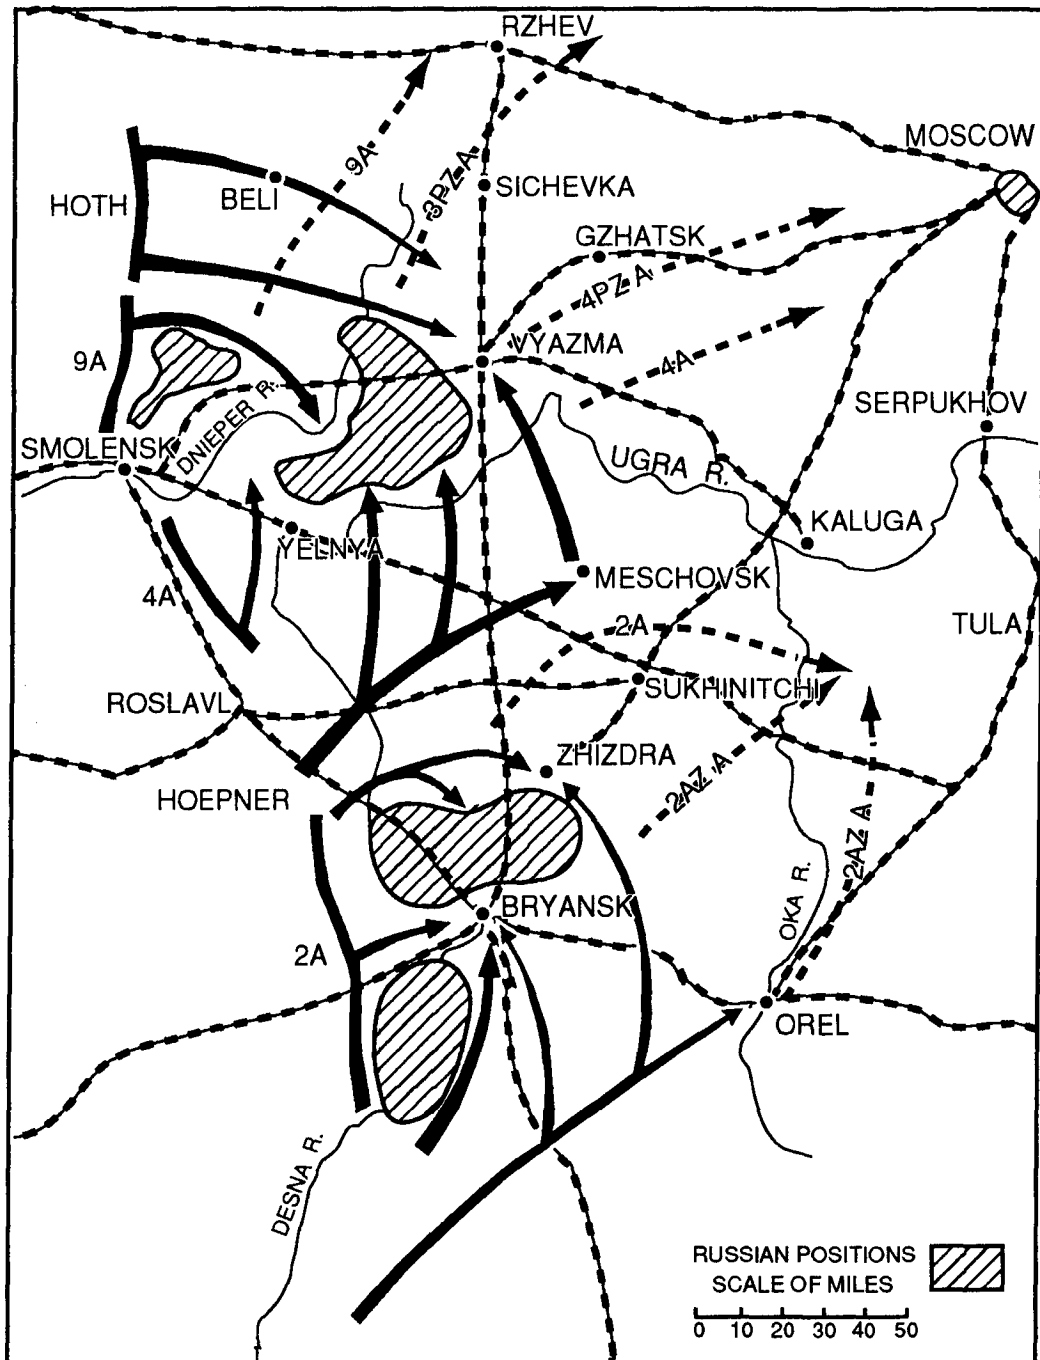 RZHEV
MOSCOW
9A
3PZ A
HOTH
BELI
SICHEVKA
GZHATSK
4PZ A
9A
VYAZMA
4A
SERPUKHOV
SMOLENSK
DNIEPER R.
UGRA R.
KALUGA
YELNYA
4A
MESCHOVSK
2A
TULA
ROSLAVL
SUKHINITCHI
ZHIZDRA
HOEPNER
2AZ A
2AZ A
BRYANSK
OKA R.
2A
OREL
DESNA R.
RUSSIAN POSITIONS
SCALE OF MILES
0 10 20 30 40 50